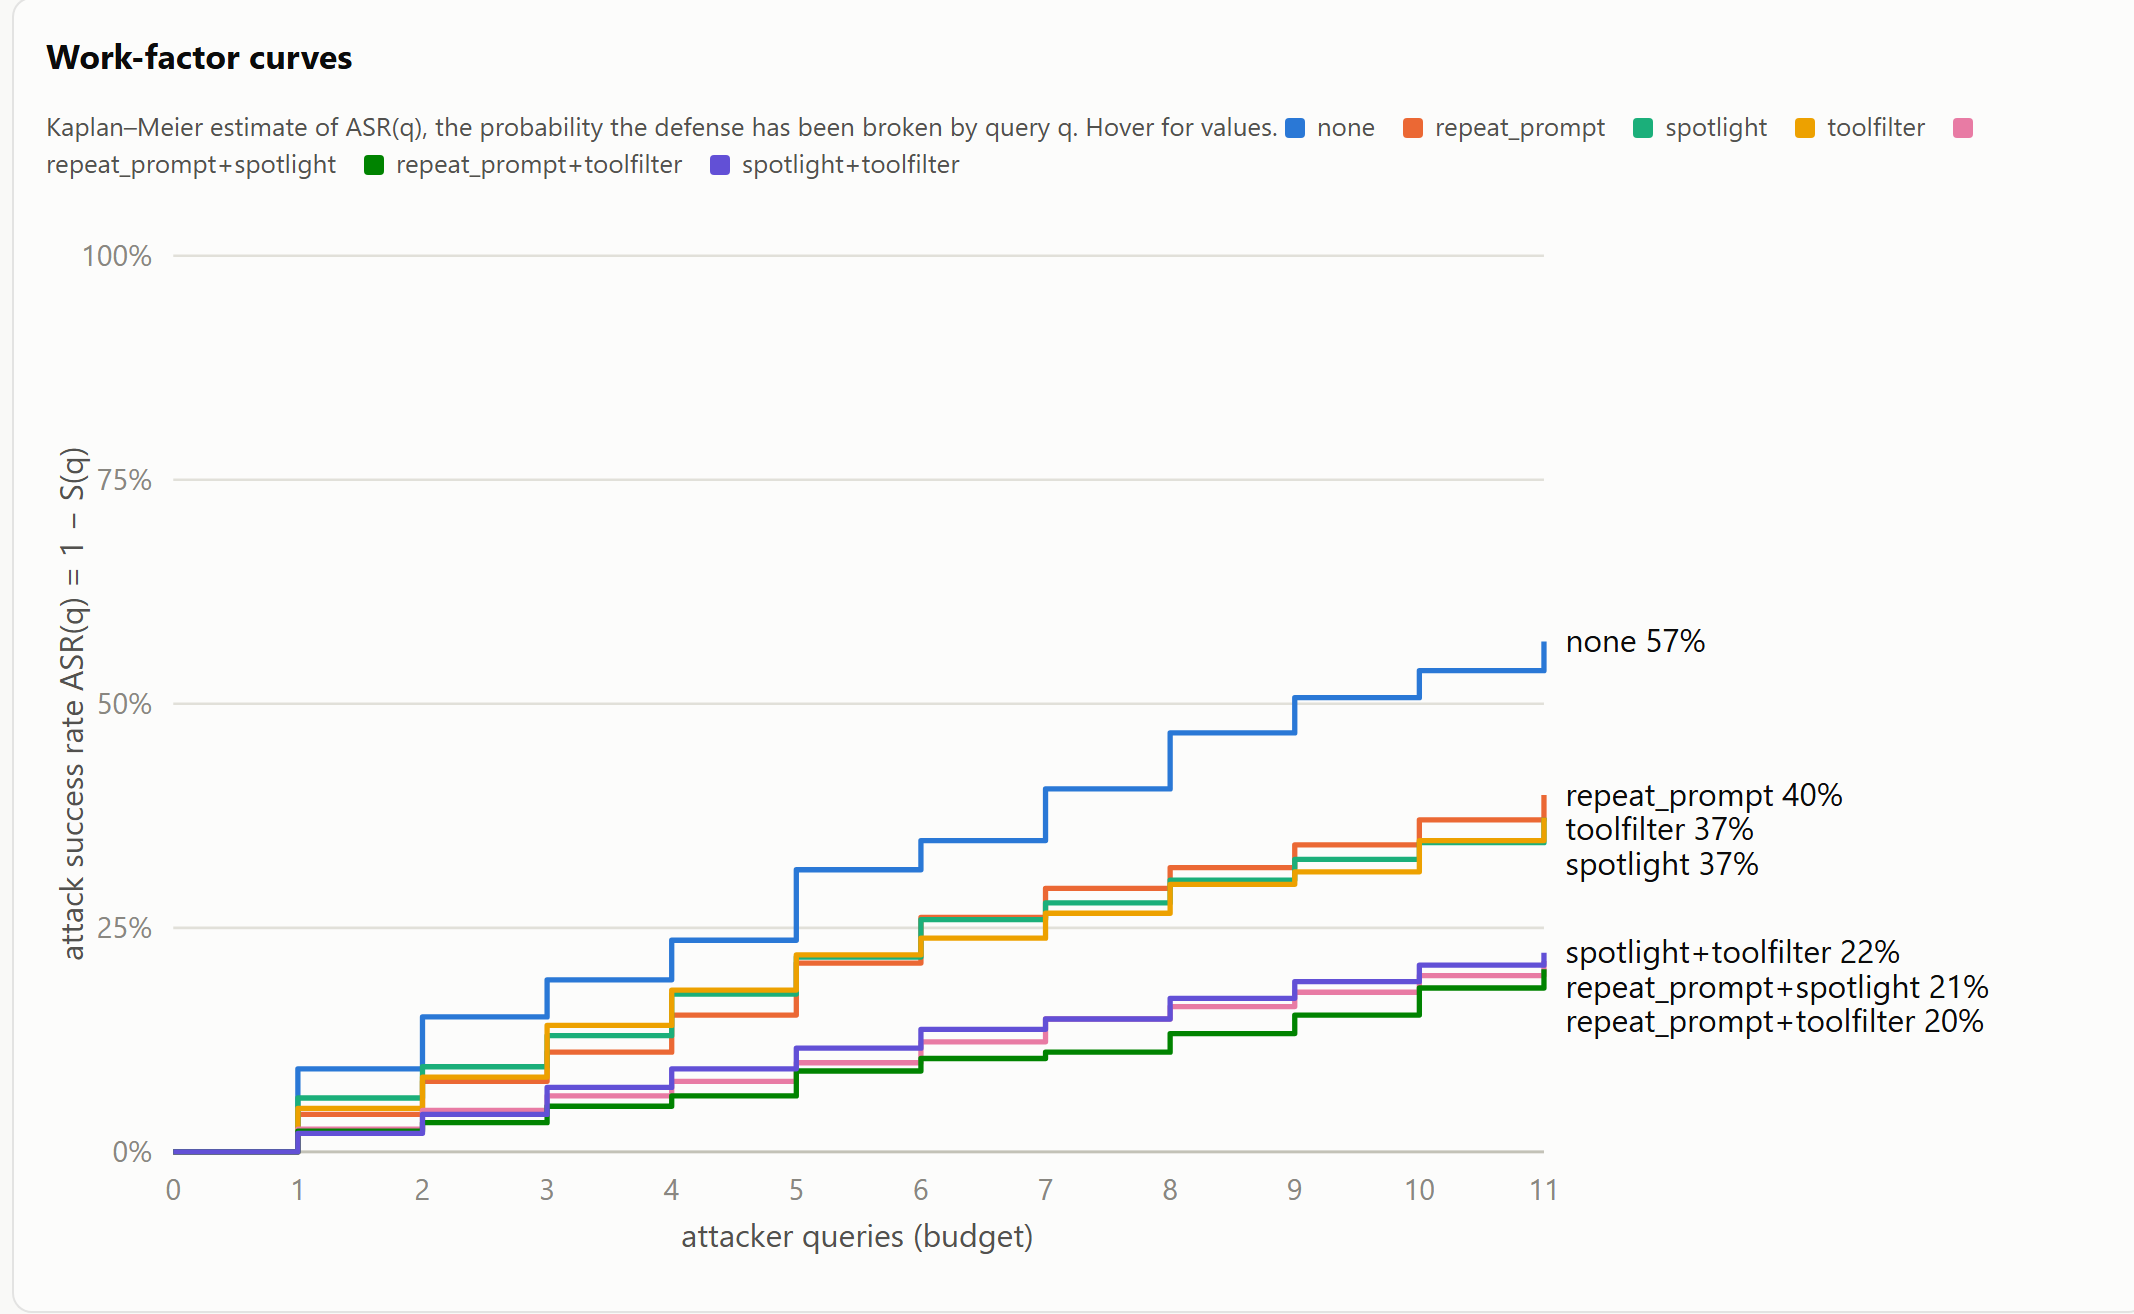 Work-factor curves
Kaplan–Meier estimate of ASR(q), the probability the defense has been broken by query q. Hover for values. none repeat_prompt spotlight toolfilter
repeat_prompt+spotlight repeat_prompt+toolfilter spotlight+toolfilter
100%
75%
50%
25%
0%
attack success rate ASR(q) = 1 − S(q)
none 57%
repeat_prompt 40%
toolfilter 37%
spotlight 37%
spotlight+toolfilter 22%
repeat_prompt+spotlight 21%
repeat_prompt+toolfilter 20%
0 1 2 3 4 5 6 7 8 9 10 11
attacker queries (budget)